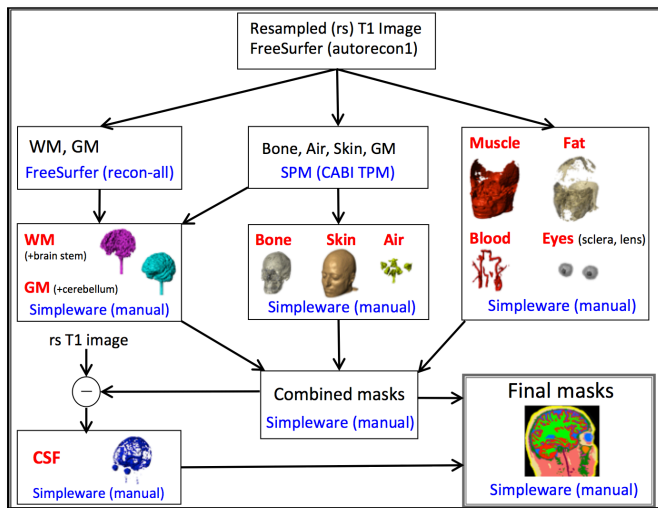 Resampled (rs) T1 Image
FreeSurfer (autorecon1)
WM, GM
FreeSurfer (recon-all)
Bone, Air, Skin, GM
SPM (CABI TPM)
Muscle Fat
Blood Eyes (sclera, lens)
Simpleware (manual)
WM
(+brain stem)
GM (+cerebellum)
Simpleware (manual)
Bone Skin Air
Simpleware (manual)
rs T1 image
−
Combined masks
Simpleware (manual)
Final masks
Simpleware (manual)
CSF
Simpleware (manual)